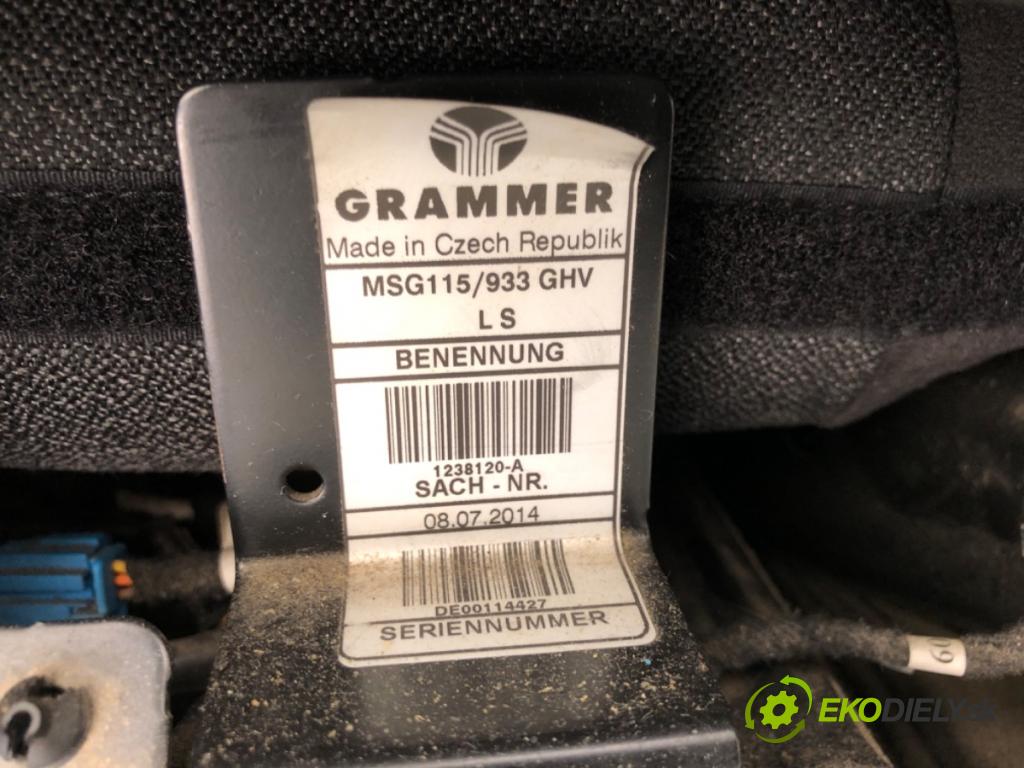 GRAMMER
Made in Czech Republik
MSG115/933 GHV
L S
BENENNUNG
1238120-A
SACH - NR.
08.07.2014
DE00114427
SERIENNUMMER
EKODIELY.sk